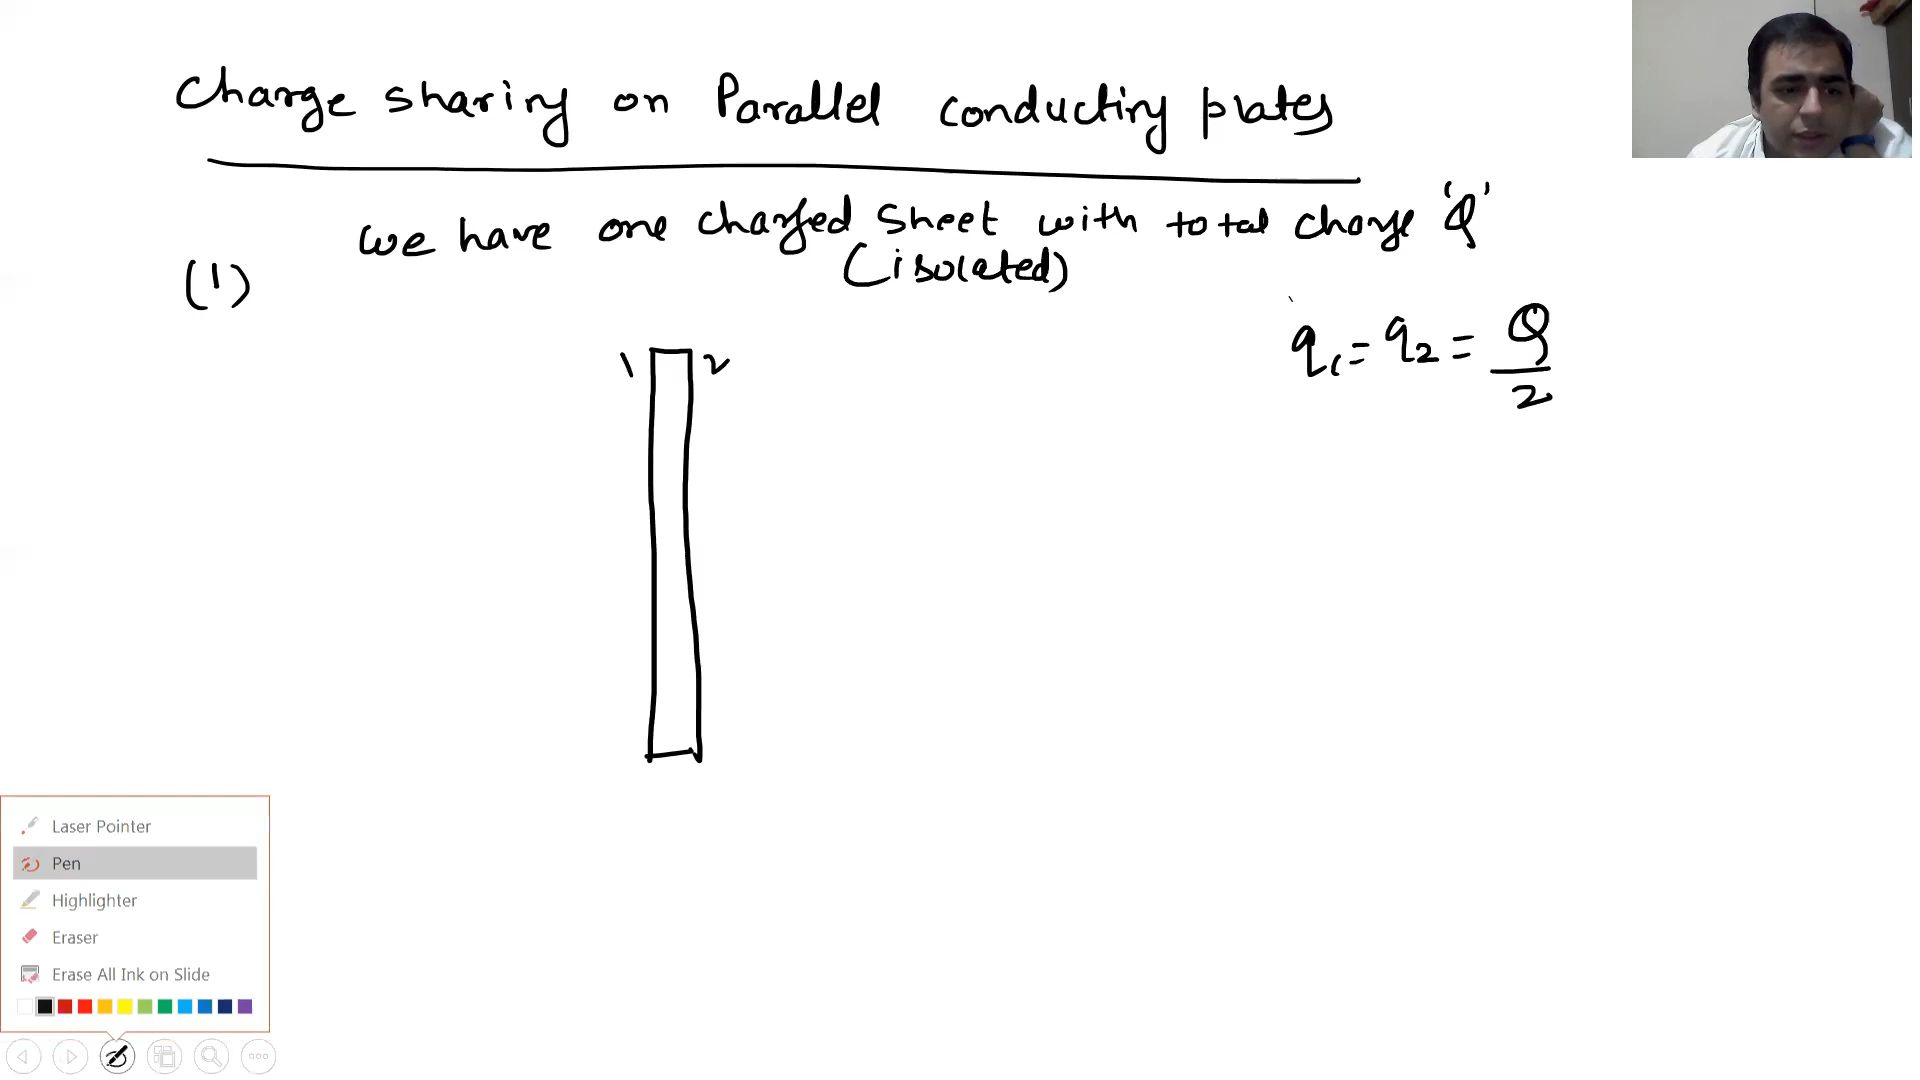 Charge sharing on Parallel conducting plates
we have one charged sheet with total charge 'Q'
(isolated)
(1)
q1 = q2 = Q/2
1 2
Laser Pointer
Pen
Highlighter
Eraser
Erase All Ink on Slide